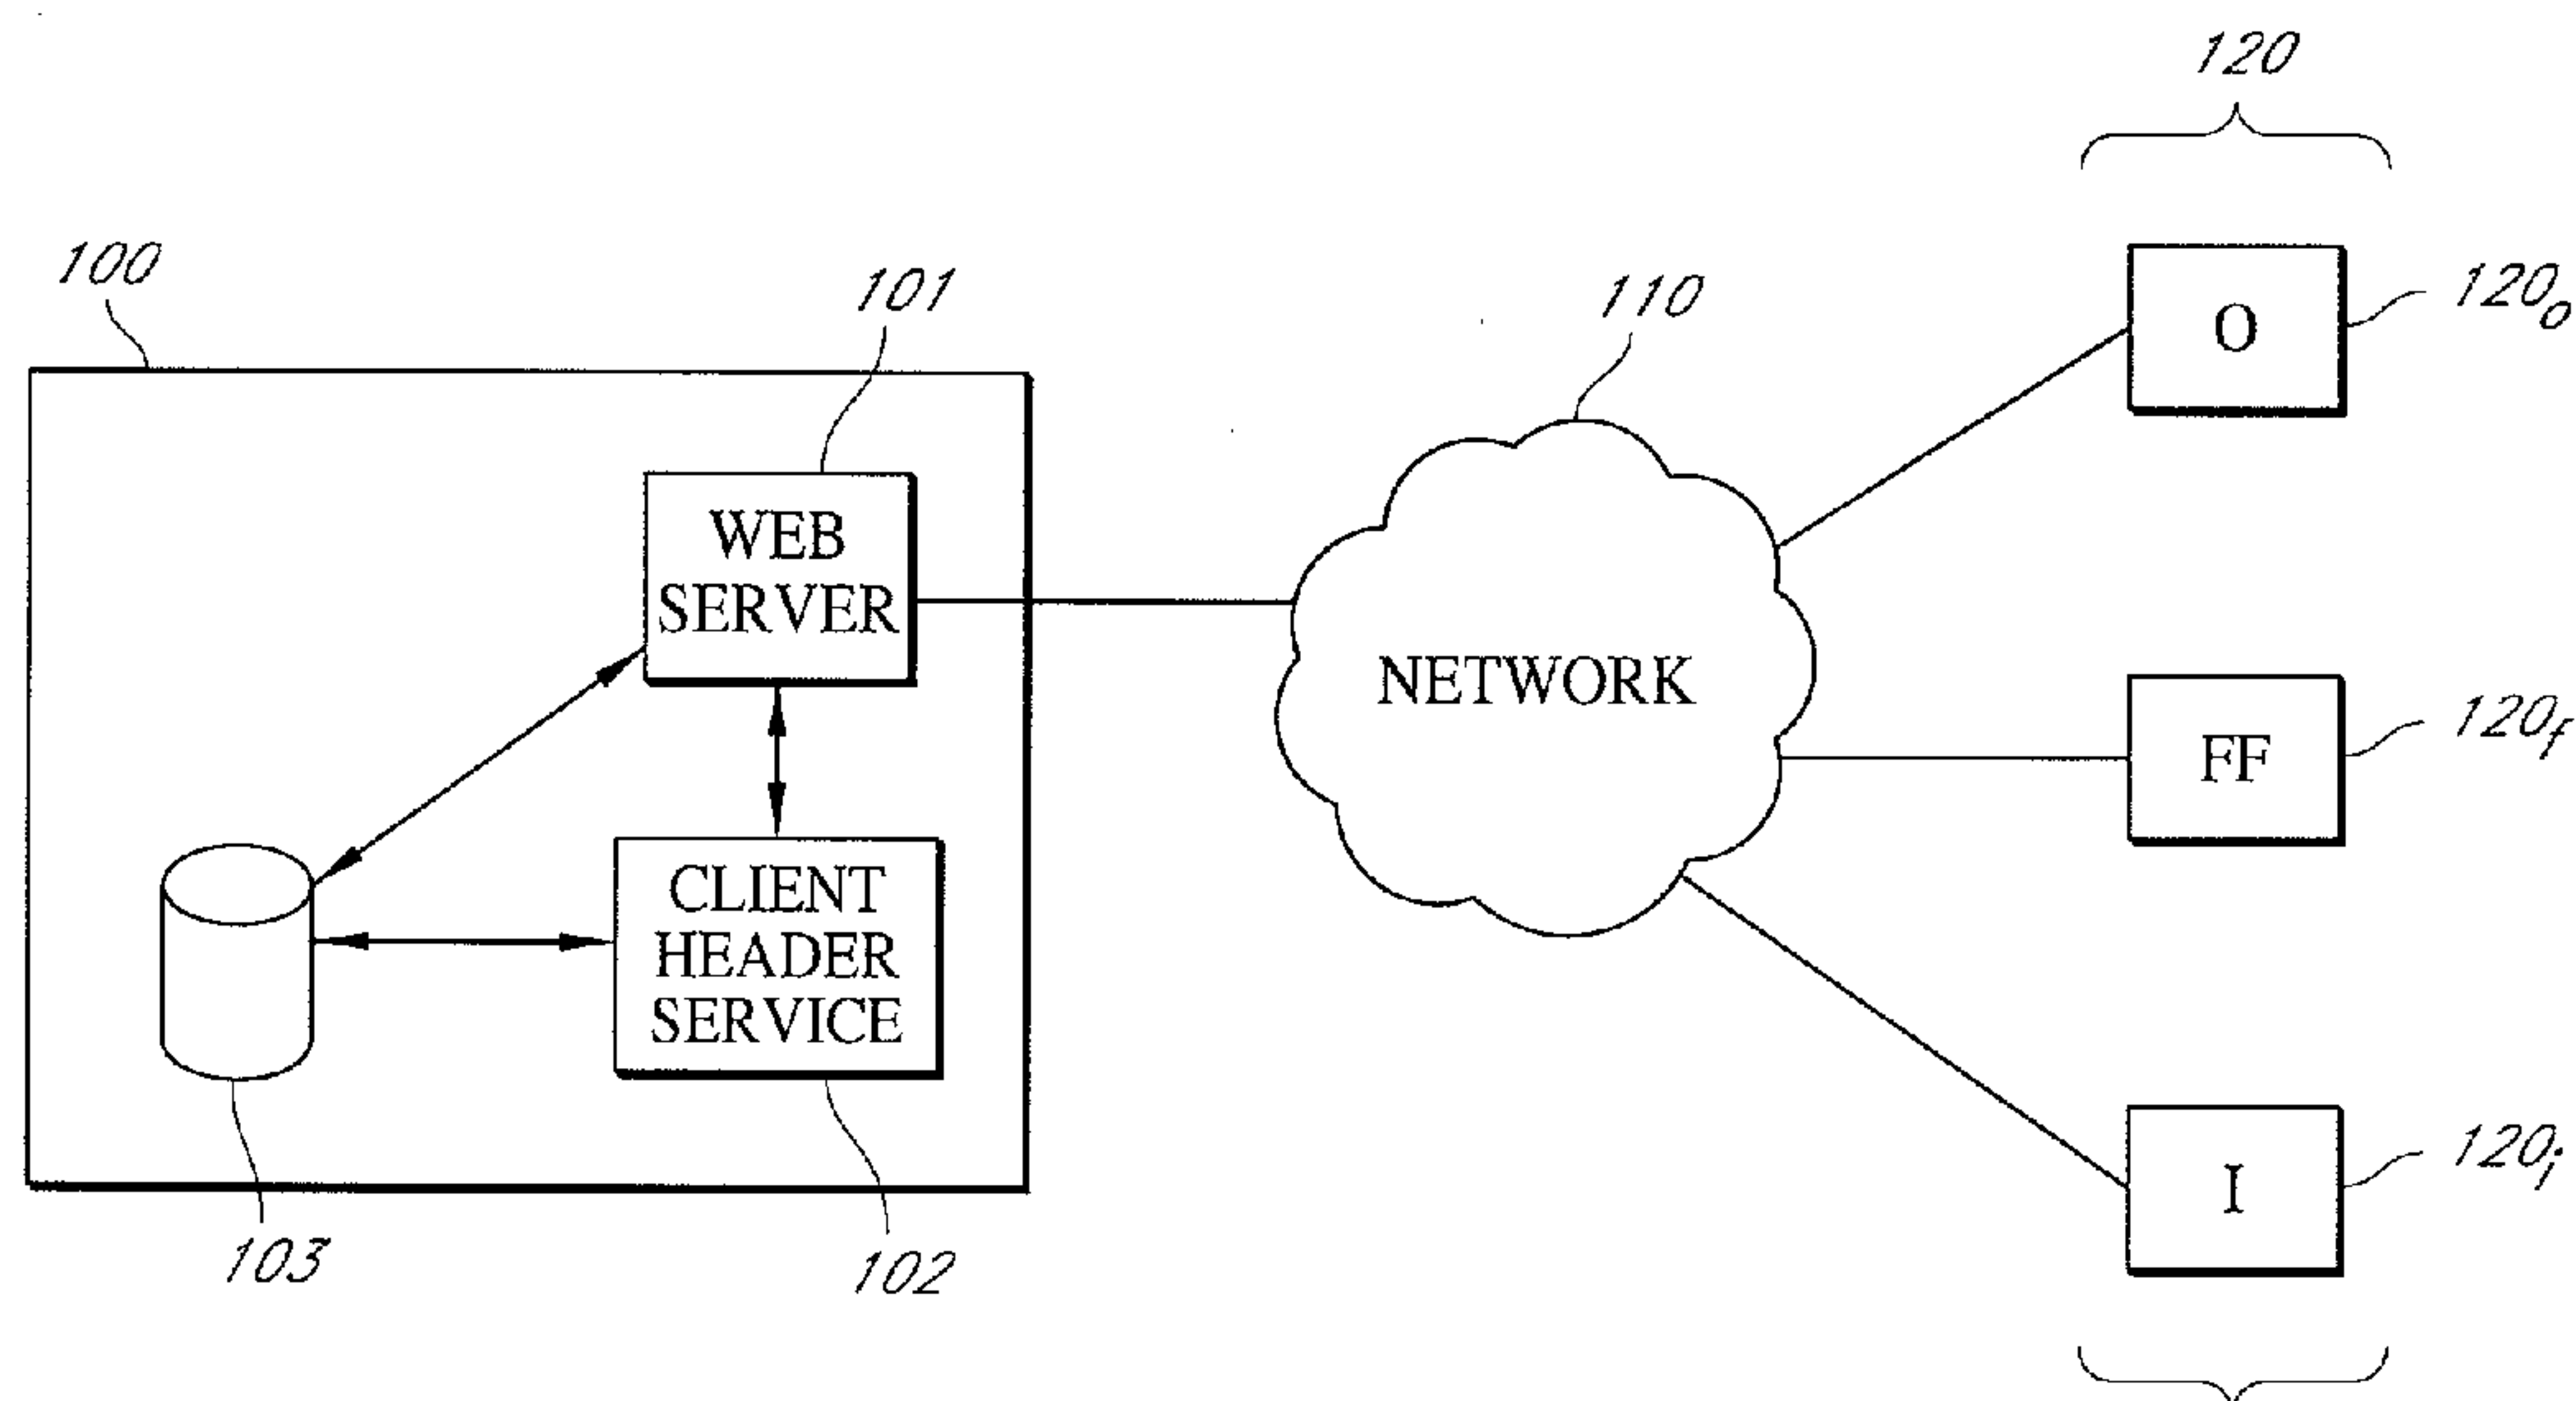 120
100
101
110
O
120o
WEB
SERVER
NETWORK
FF
120f
CLIENT
HEADER
SERVICE
I
120i
103
102